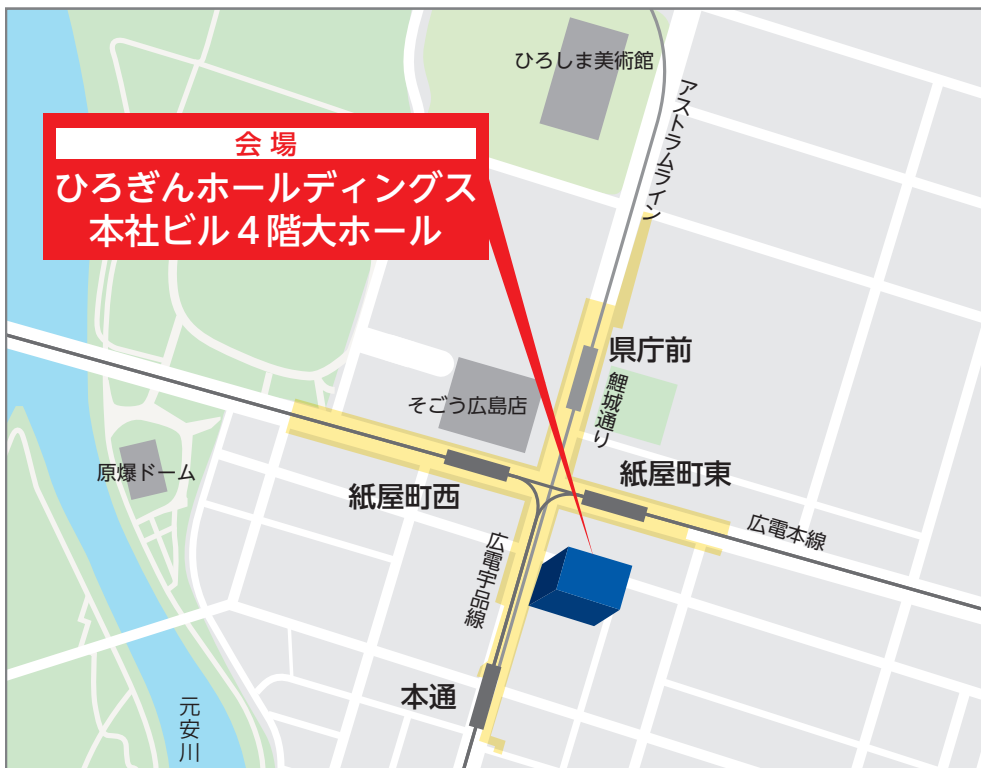 ひろしま美術館
アストラムライン
会場
ひろぎんホールディングス
本社ビル４階大ホール
県庁前
鯉城通り
そごう広島店
原爆ドーム
紙屋町西
紙屋町東
広電本線
広電宇品線
本通
元安川